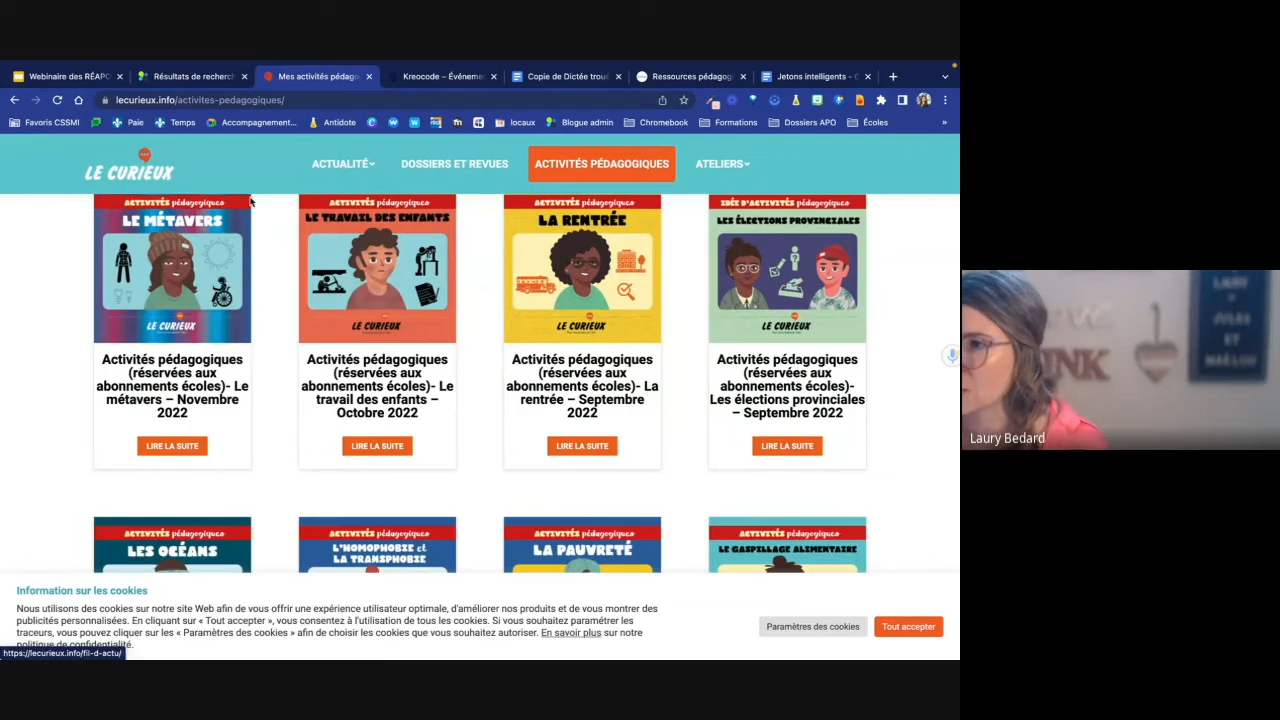 Webinaire des RÉAPO
Résultats de recherch
Mes activités pédago
Kreocode – Événeme
Copie de Dictée troué
Ressources pédagog
Jetons intelligents -
lecurieux.info/activites-pedagogiques/
Favoris CSSMI
Paie
Temps
Accompagnement...
Antidote
locaux
Blogue admin
Chromebook
Formations
Dossiers APO
Écoles
»
LE CURIEUX
ACTUALITÉ
DOSSIERS ET REVUES
ACTIVITÉS PÉDAGOGIQUES
ATELIERS
ACTIVITÉS pédagogiques
LE MÉTAVERS
LE CURIEUX
ACTIVITÉS pédagogiques
LE TRAVAIL DES ENFANTS
LE CURIEUX
ACTIVITÉS pédagogiques
LA RENTRÉE
LE CURIEUX
IDÉE D'ACTIVITÉS pédagogiques
LES ÉLECTIONS PROVINCIALES
LE CURIEUX
Activités pédagogiques
(réservées aux
abonnements écoles)- Le
métavers – Novembre
2022
LIRE LA SUITE
Activités pédagogiques
(réservées aux
abonnements écoles)- Le
travail des enfants –
Octobre 2022
LIRE LA SUITE
Activités pédagogiques
(réservées aux
abonnements écoles)- La
rentrée – Septembre
2022
LIRE LA SUITE
Activités pédagogiques
(réservées aux
abonnements écoles)-
Les élections provinciales
– Septembre 2022
LIRE LA SUITE
ACTIVITÉS pédagogiques
LES OCÉANS
ACTIVITÉS pédagogiques
L'HOMOPHOBIE et
LA TRANSPHOBIE
ACTIVITÉS pédagogiques
LA PAUVRETÉ
ACTIVITÉS pédagogiques
LE GASPILLAGE ALIMENTAIRE
Information sur les cookies
Nous utilisons des cookies sur notre site Web afin de vous offrir une expérience utilisateur optimale, d'améliorer nos produits et de vous montrer des
publicités personnalisées. En cliquant sur « Tout accepter », vous consentez à l'utilisation de tous les cookies. Si vous souhaitez paramétrer les
traceurs, vous pouvez cliquer sur les « Paramètres des cookies » afin de choisir les cookies que vous souhaitez autoriser. En savoir plus sur notre
politique de confidentialité.
Paramètres des cookies
Tout accepter
https://lecurieux.info/fil-d-actu/
JULES
ET
MAËLOU
Laury Bedard